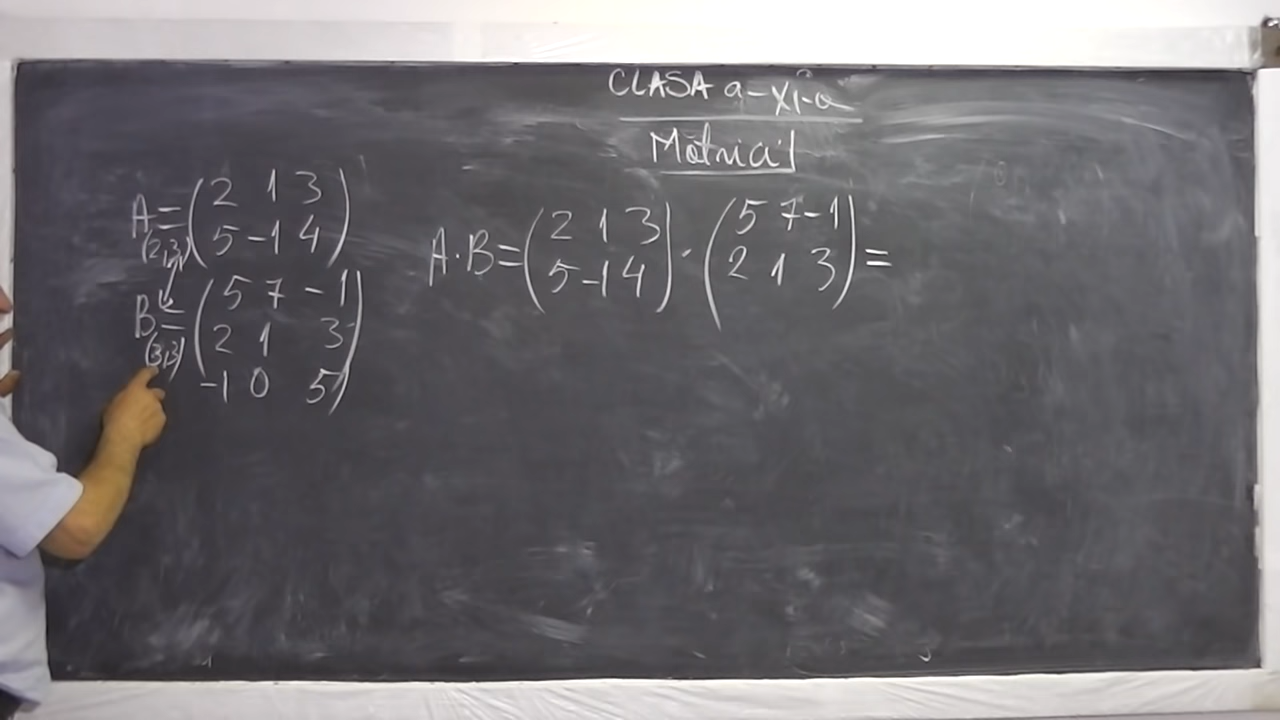 CLASA a-XI-a
Matrici
A = ( 2 1 3
5 -1 4 )
(2,3)
B = ( 5 7 -1
2 1 3
-1 0 5 )
(3,3)
A·B = ( 2 1 3
5 -1 4 ) · ( 5 7 -1
2 1 3 ) =